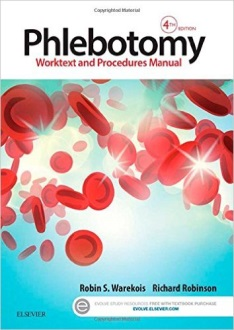 4TH EDITION
Phlebotomy
Worktext and Procedures Manual
Robin S. Warekois Richard Robinson
ELSEVIER
EVOLVE STUDY RESOURCES FREE WITH TEXTBOOK PURCHASE
EVOLVE.ELSEVIER.COM